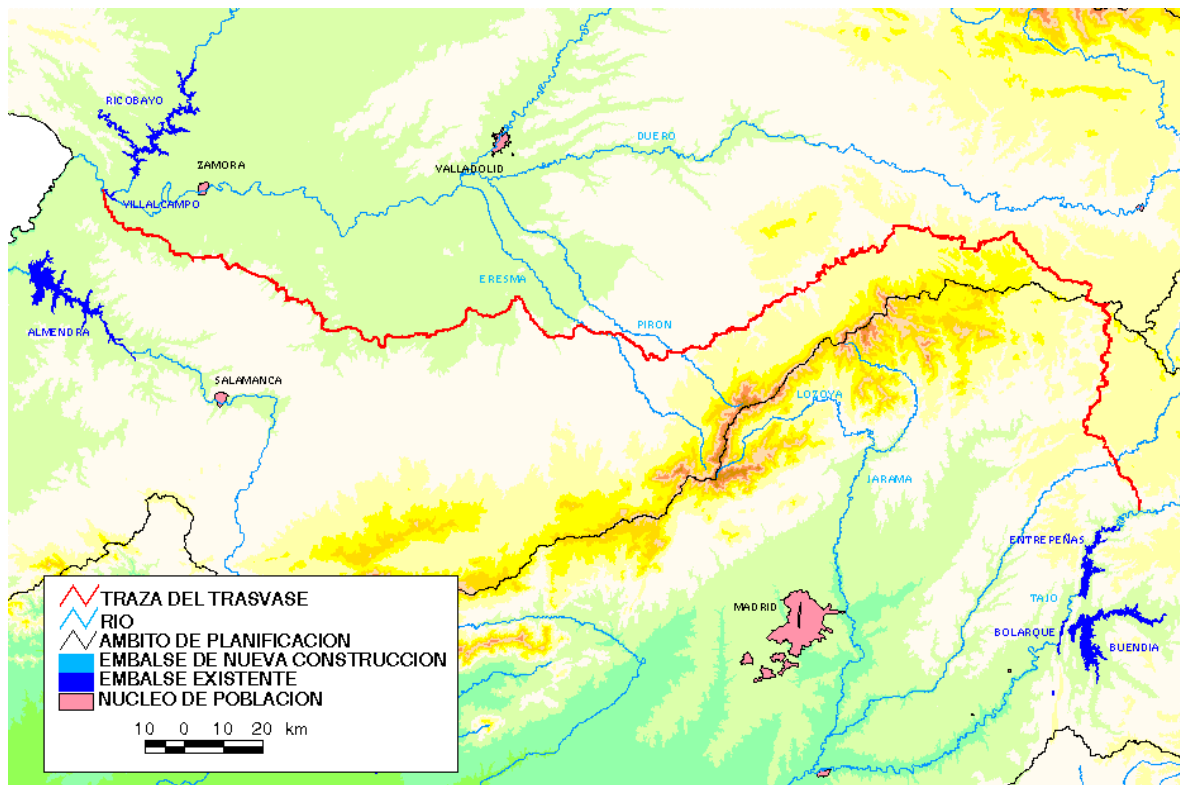 RICOBAYO
DUERO
ZAMORA
VALLADOLID
VILLALCAMPO
ERESMA
PIRON
ALMENDRA
SALAMANCA
LOZOYA
JARAMA
ENTREPEÑAS
TAJO
MADRID
BOLARQUE
BUENDIA
TRAZA DEL TRASVASE
RIO
AMBITO DE PLANIFICACION
EMBALSE DE NUEVA CONSTRUCCION
EMBALSE EXISTENTE
NUCLEO DE POBLACION
10 0 10 20 km